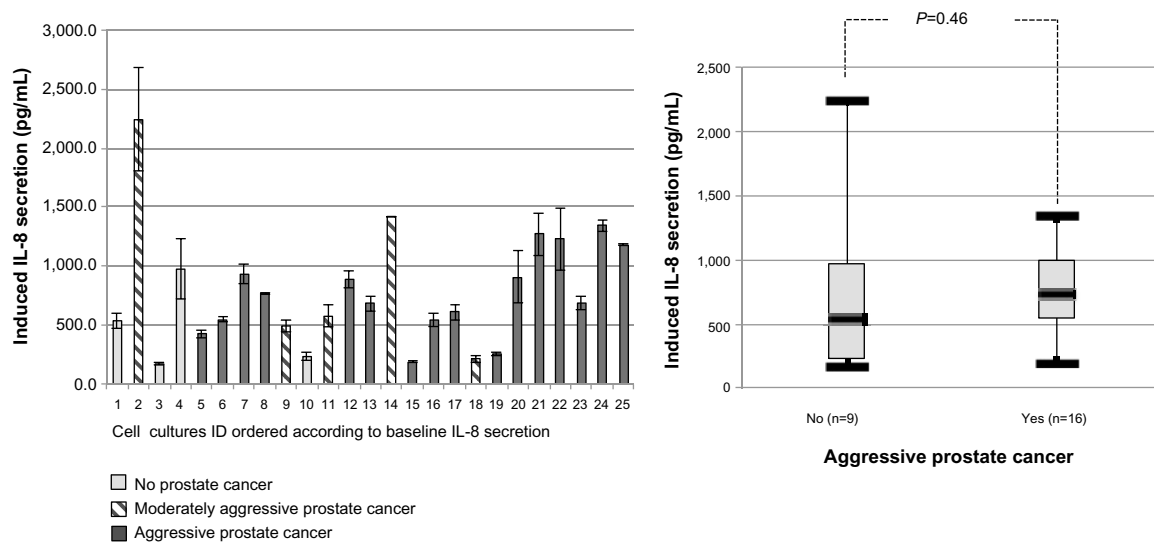 Induced IL-8 secretion (pg/mL)
3,000.0
2,500.0
2,000.0
1,500.0
1,000.0
500.0
0.0
1 2 3 4 5 6 7 8 9 10 11 12 13 14 15 16 17 18 19 20 21 22 23 24 25
Cell cultures ID ordered according to baseline IL-8 secretion
No prostate cancer
Moderately aggressive prostate cancer
Aggressive prostate cancer
P=0.46
Induced IL-8 secretion (pg/mL)
2,500
2,000
1,500
1,000
500
0
No (n=9) Yes (n=16)
Aggressive prostate cancer